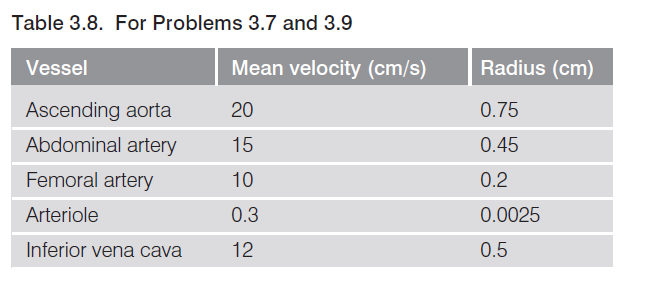 Table 3.8. For Problems 3.7 and 3.9
Vessel Mean velocity (cm/s) Radius (cm)
Ascending aorta 20 0.75
Abdominal artery 15 0.45
Femoral artery 10 0.2
Arteriole 0.3 0.0025
Inferior vena cava 12 0.5